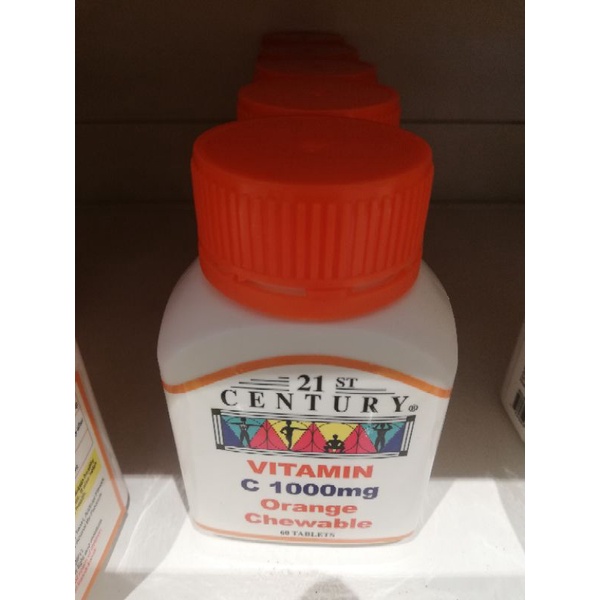 21 ST
CENTURY®
VITAMIN
C 1000mg
Orange
Chewable
60 TABLETS